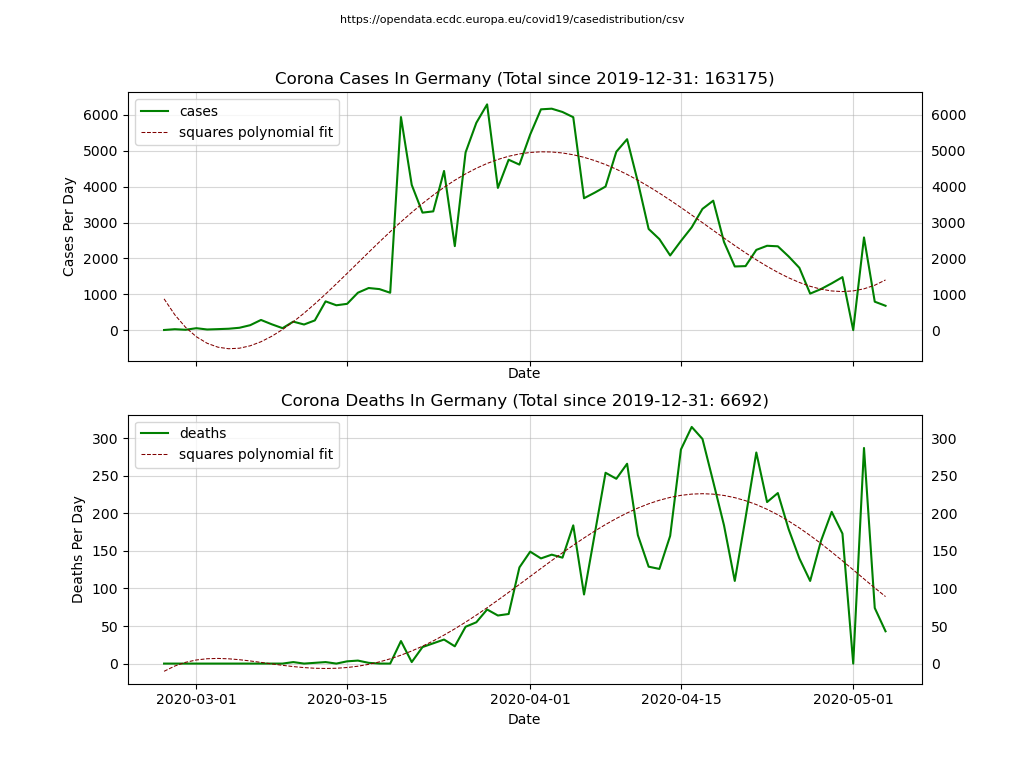 https://opendata.ecdc.europa.eu/covid19/casedistribution/csv
Corona Cases In Germany (Total since 2019-12-31: 163175)
cases
squares polynomial fit
6000
5000
4000
3000
2000
1000
0
Cases Per Day
6000
5000
4000
3000
2000
1000
0
Date
Corona Deaths In Germany (Total since 2019-12-31: 6692)
deaths
squares polynomial fit
300
250
200
150
100
50
0
Deaths Per Day
300
250
200
150
100
50
0
2020-03-01 2020-03-15 2020-04-01 2020-04-15 2020-05-01
Date